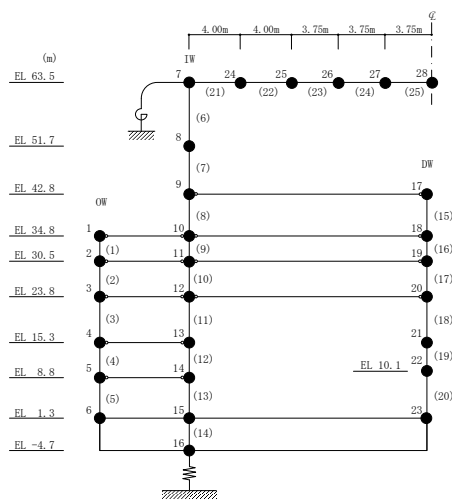 ℄
4.00m 4.00m 3.75m 3.75m 3.75m
(m) IW
EL 63.5 7 24 25 26 27 28
(21) (22) (23) (24) (25)
(6)
EL 51.7 8
(7) DW
EL 42.8 9 17
OW (8) (15)
EL 34.8 1 10 18
(1) (9) (16)
EL 30.5 2 11 19
(2) (10) (17)
EL 23.8 3 12 20
(3) (11) (18)
EL 15.3 4 13 21
(4) (12) (19)
EL 10.1 22
EL 8.8 5 14
(5) (13) (20)
EL 1.3 6 15 23
(14)
EL -4.7 16